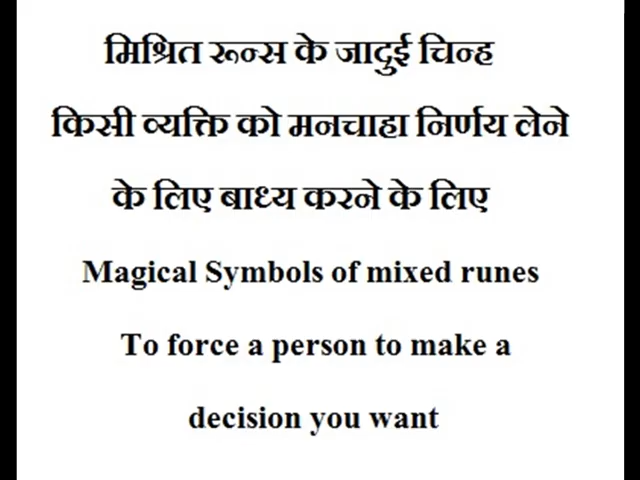 मिश्रित रून्स के जादुई चिन्ह
किसी व्यक्ति को मनचाहा निर्णय लेने
के लिए बाध्य करने के लिए
Magical Symbols of mixed runes
To force a person to make a
decision you want